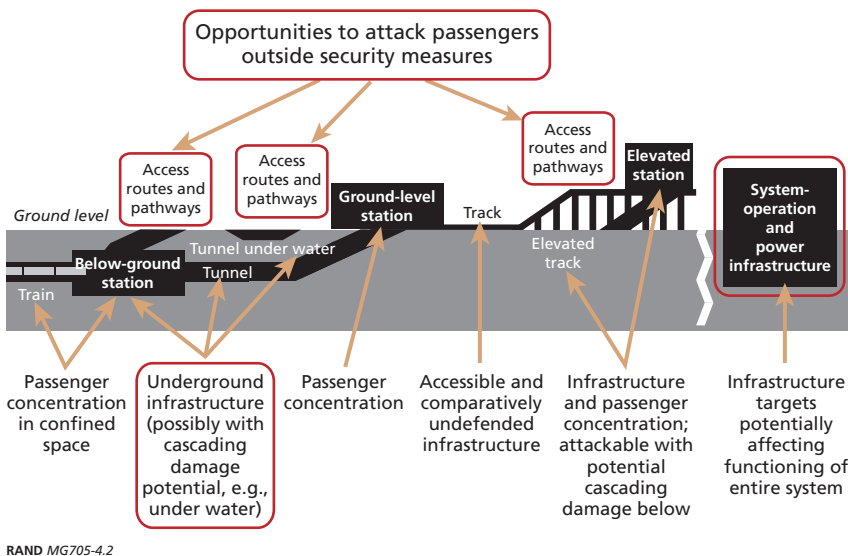 Opportunities to attack passengers
outside security measures
Access
routes and
pathways
Access
routes and
pathways
Access
routes and
pathways
Elevated
station
System-
operation
and
power
infrastructure
Ground-level
station
Track
Ground level
Tunnel under water
Elevated
track
Below-ground
station
Tunnel
Train
Passenger
concentration
in confined
space
Underground
infrastructure
(possibly with
cascading
damage
potential, e.g.,
under water)
Passenger
concentration
Accessible and
comparatively
undefended
infrastructure
Infrastructure
and passenger
concentration;
attackable with
potential
cascading
damage below
Infrastructure
targets
potentially
affecting
functioning of
entire system
RAND MG705-4.2